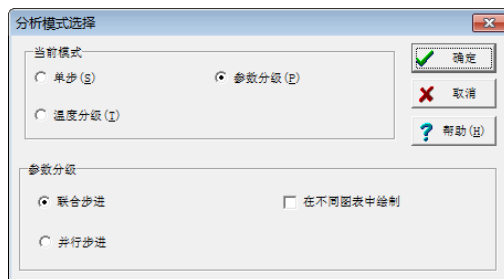 分析模式选择
当前模式
单步(S)
参数分级(P)
温度分级(T)
确定
取消
帮助(H)
参数分级
联合步进
在不同图表中绘制
并行步进